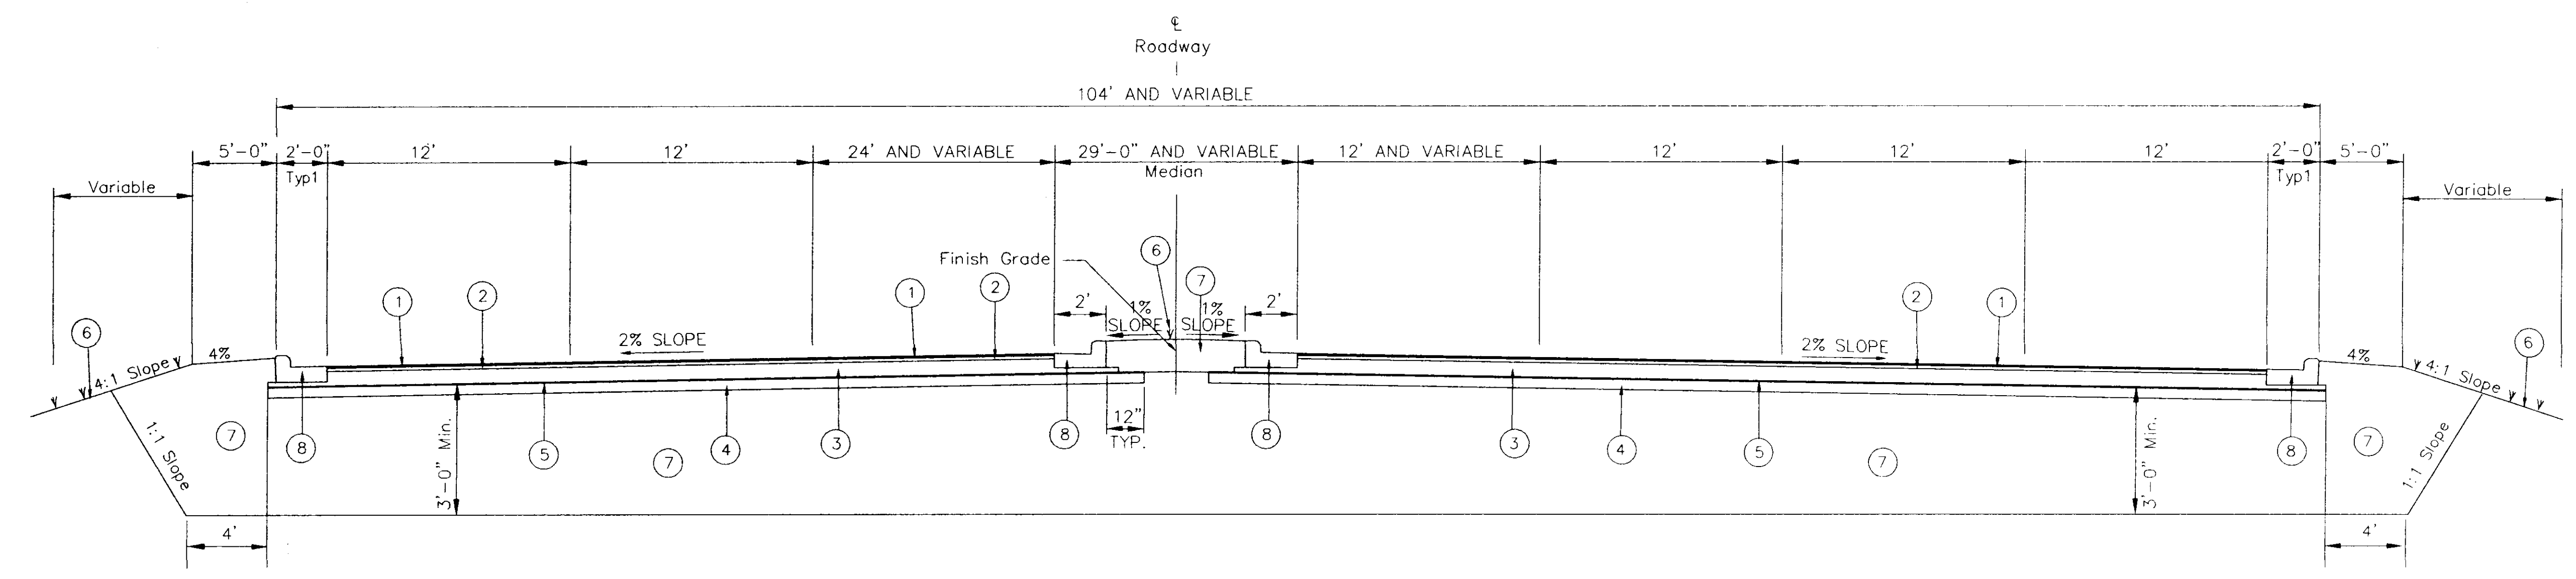 ℄
Roadway
104' AND VARIABLE
5'-0" 2'-0" 12' 12' 24' AND VARIABLE 29'-0" AND VARIABLE 12' AND VARIABLE 12' 12' 12' 2'-0" 5'-0"
Typ1 Median Typ1
Variable Variable
Finish Grade 6 7
1 2 1 2 2' 1% 1% 2' 2 1
6 2% SLOPE SLOPE SLOPE 2% SLOPE 6
4:1 Slope 4% 4% 4:1 Slope
1:1 Slope 7 8 5 7 4 3 8 12" 8 3 4 5 7 8 7 1:1 Slope
TYP.
3'-0" Min. 3'-0" Min.
4' 4'